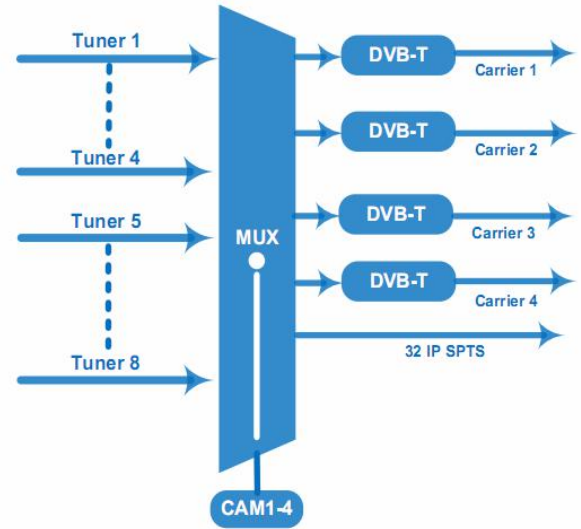 Tuner 1
Tuner 4
Tuner 5
Tuner 8
MUX
CAM1-4
DVB-T
Carrier 1
DVB-T
Carrier 2
DVB-T
Carrier 3
DVB-T
Carrier 4
32 IP SPTS